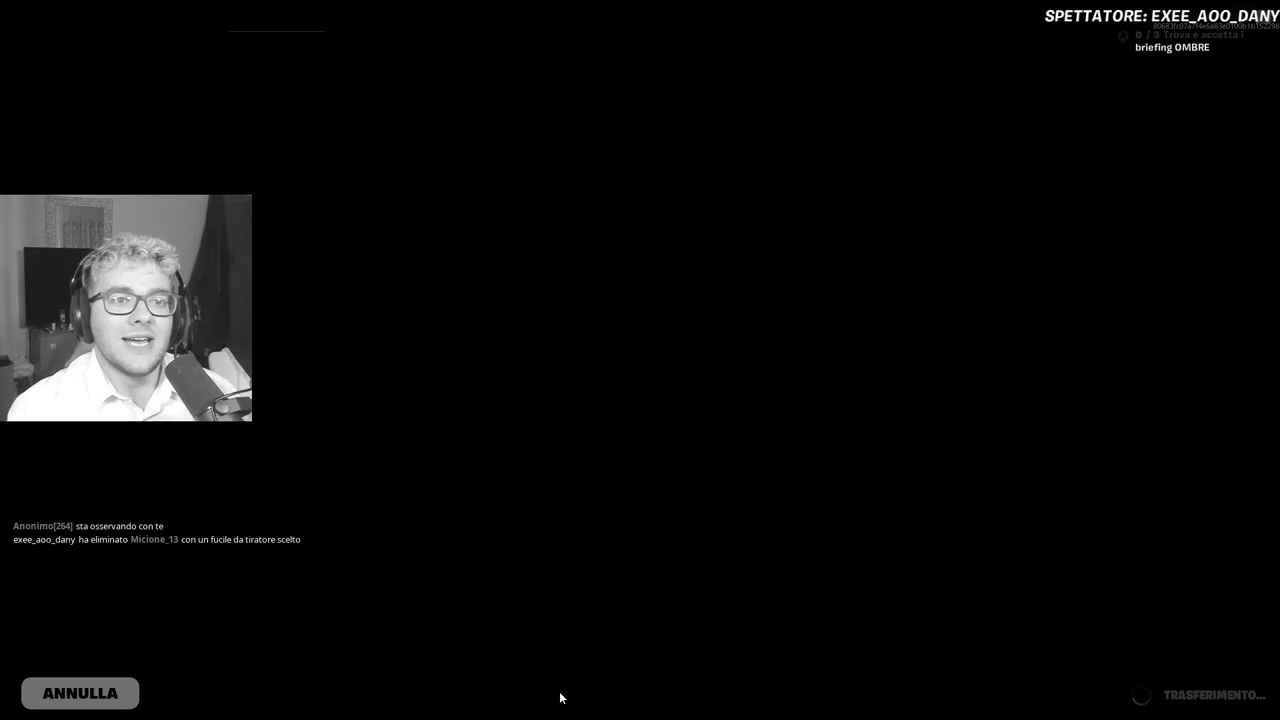 SPETTATORE: EXEE_AOO_DANY
0 / 3 Trova e accetta i
briefing OMBRE
Anonimo[264] sta osservando con te
exee_aoo_dany ha eliminato Micione_13 con un fucile da tiratore scelto
ANNULLA
TRASFERIMENTO...